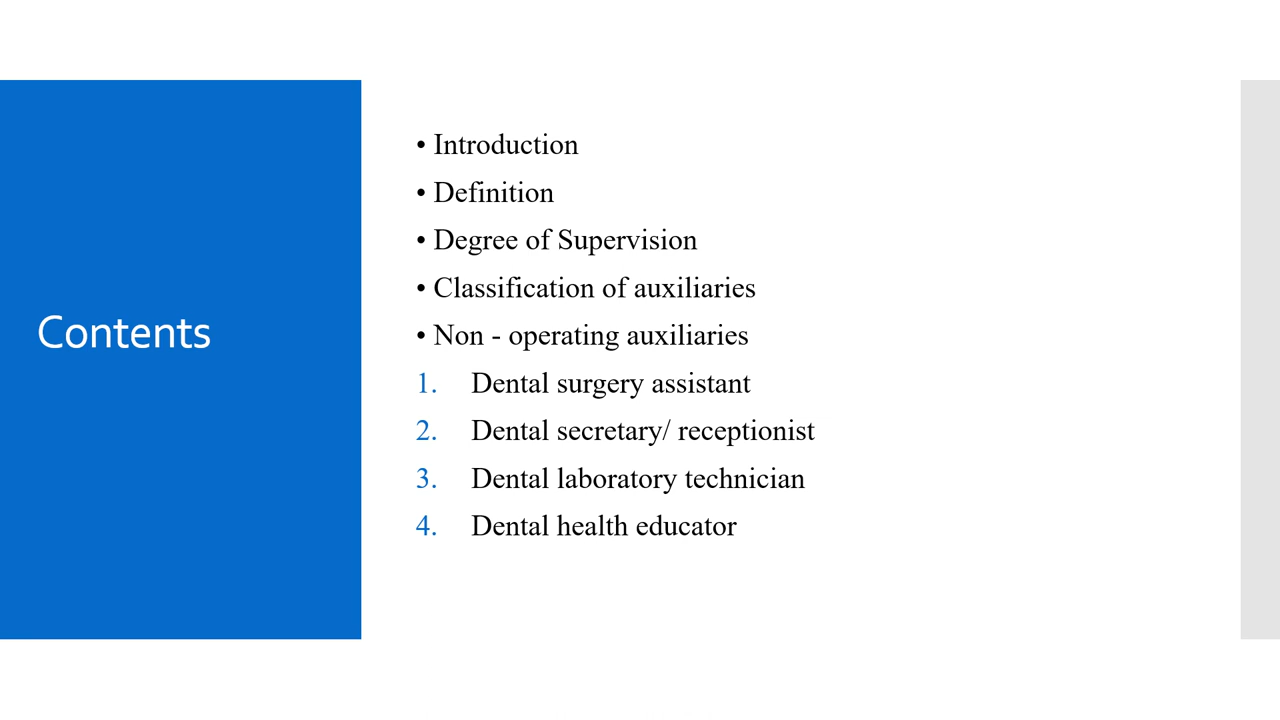 Contents
• Introduction
• Definition
• Degree of Supervision
• Classification of auxiliaries
• Non - operating auxiliaries
1. Dental surgery assistant
2. Dental secretary/ receptionist
3. Dental laboratory technician
4. Dental health educator